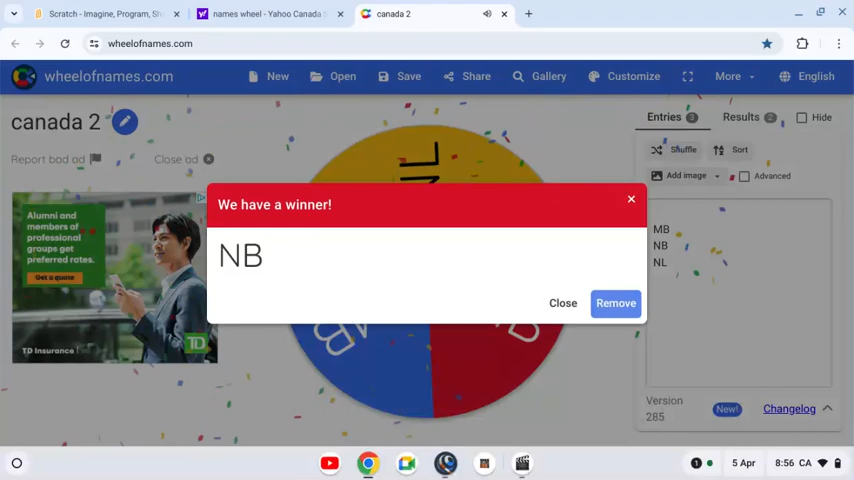 Scratch - Imagine, Program, Sh
names wheel - Yahoo Canada S
canada 2
wheelofnames.com
wheelofnames.com
New
Open
Save
Share
Gallery
Customize
More
English
canada 2
Report bad ad
Close ad
Alumni and
members of
professional
groups get
preferred rates.
Get a quote
TD Insurance
TD
NL
We have a winner!
NB
Close
Remove
Entries 3
Results 2
Hide
Shuffle
Sort
Add image
Advanced
MB
NB
NL
Version
285
New!
Changelog
1
5 Apr
8:56 CA